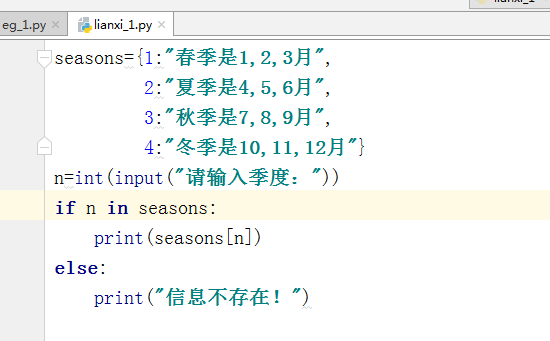 lianxi_1
eg_1.py × lianxi_1.py ×
seasons={1:"春季是1,2,3月",
2:"夏季是4,5,6月",
3:"秋季是7,8,9月",
4:"冬季是10,11,12月"}
n=int(input("请输入季度："))
if n in seasons:
print(seasons[n])
else:
print("信息不存在！")